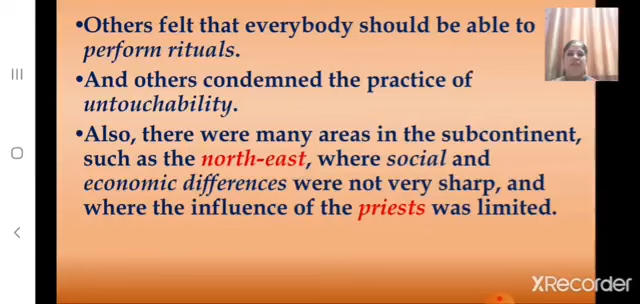 •Others felt that everybody should be able to
perform rituals.
•And others condemned the practice of
untouchability.
•Also, there were many areas in the subcontinent,
such as the north-east, where social and
economic differences were not very sharp, and
where the influence of the priests was limited.
XRecorder